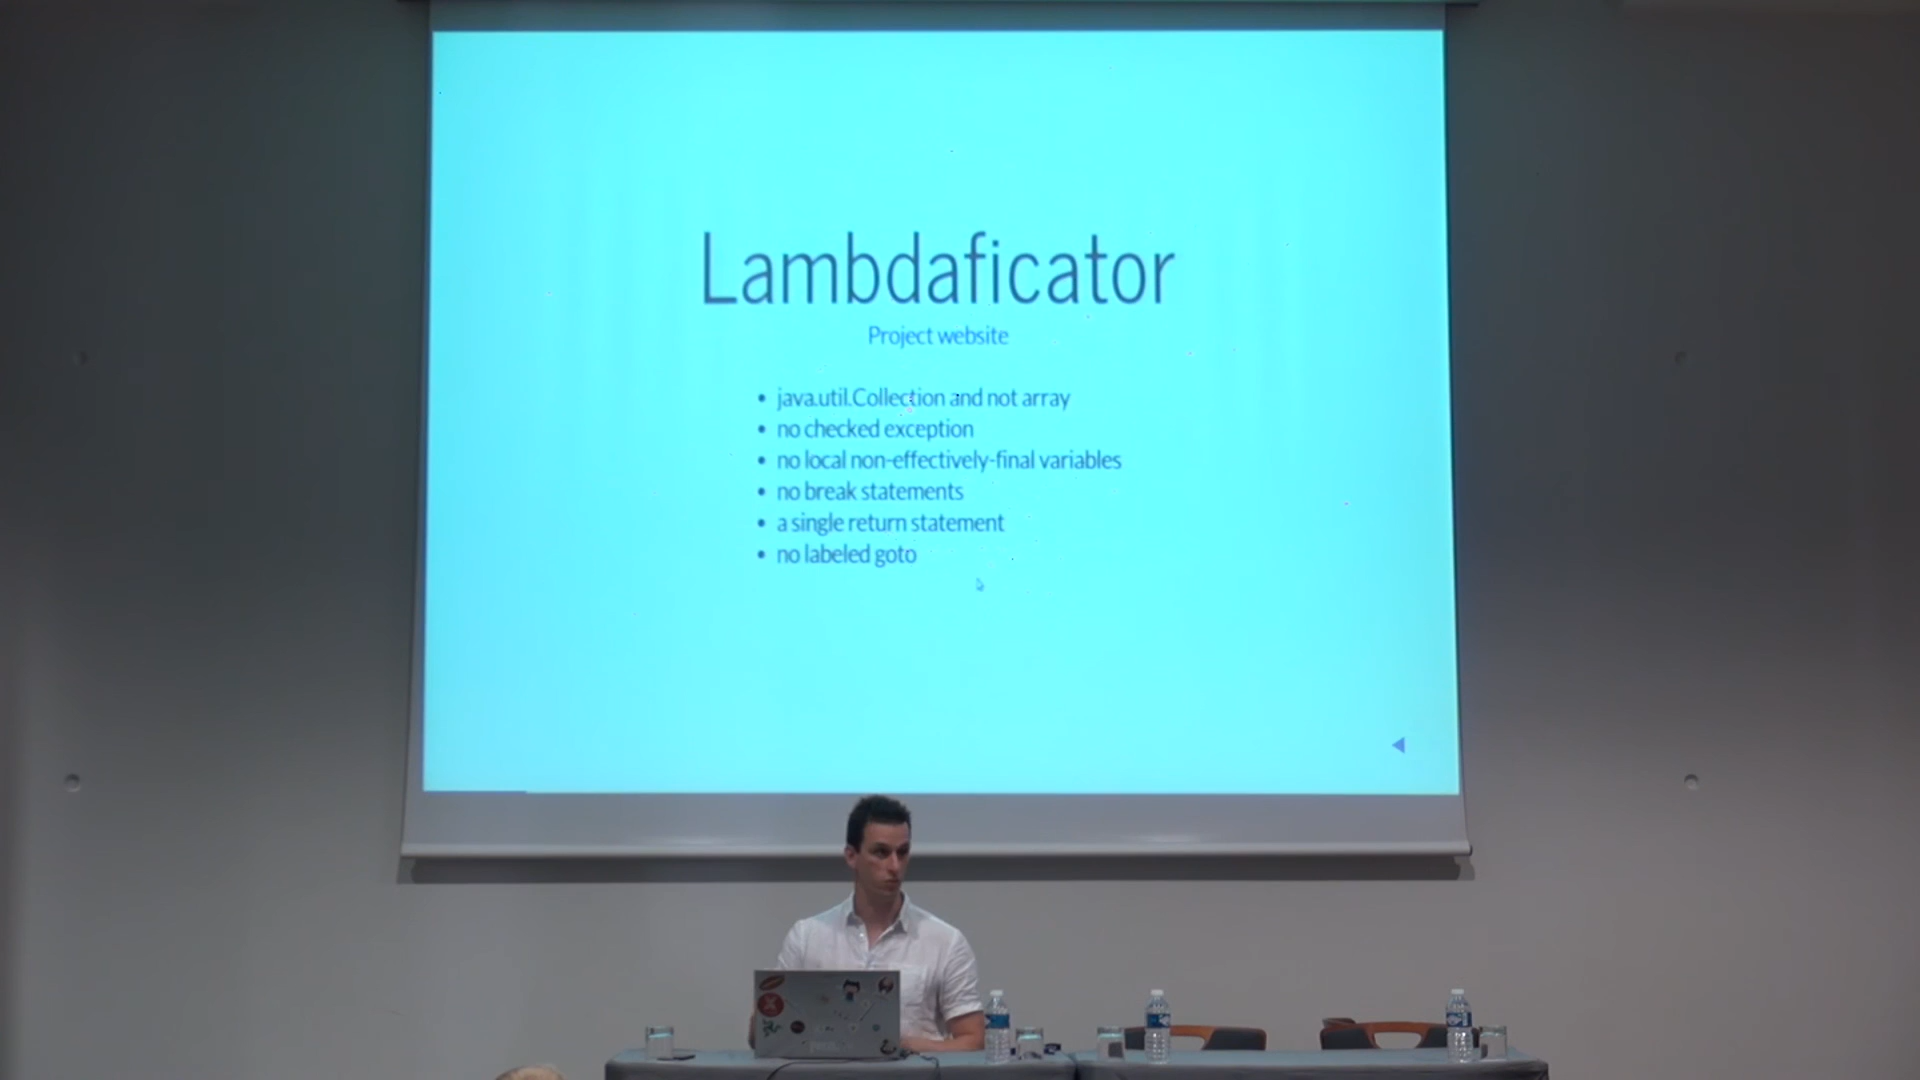 Lambdaficator
Project website
• java.util.Collection and not array
• no checked exception
• no local non-effectively-final variables
• no break statements
• a single return statement
• no labeled goto